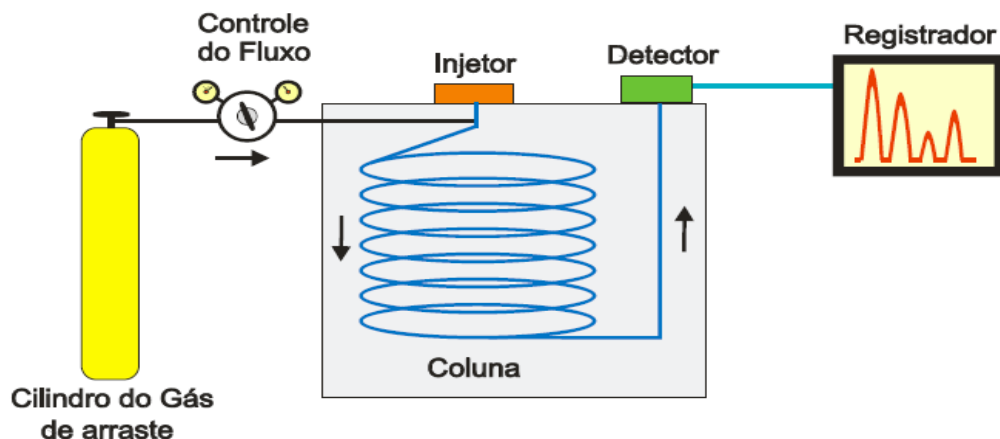 Controle
do Fluxo
Injetor
Detector
Registrador
Coluna
Cilindro do Gás
de arraste